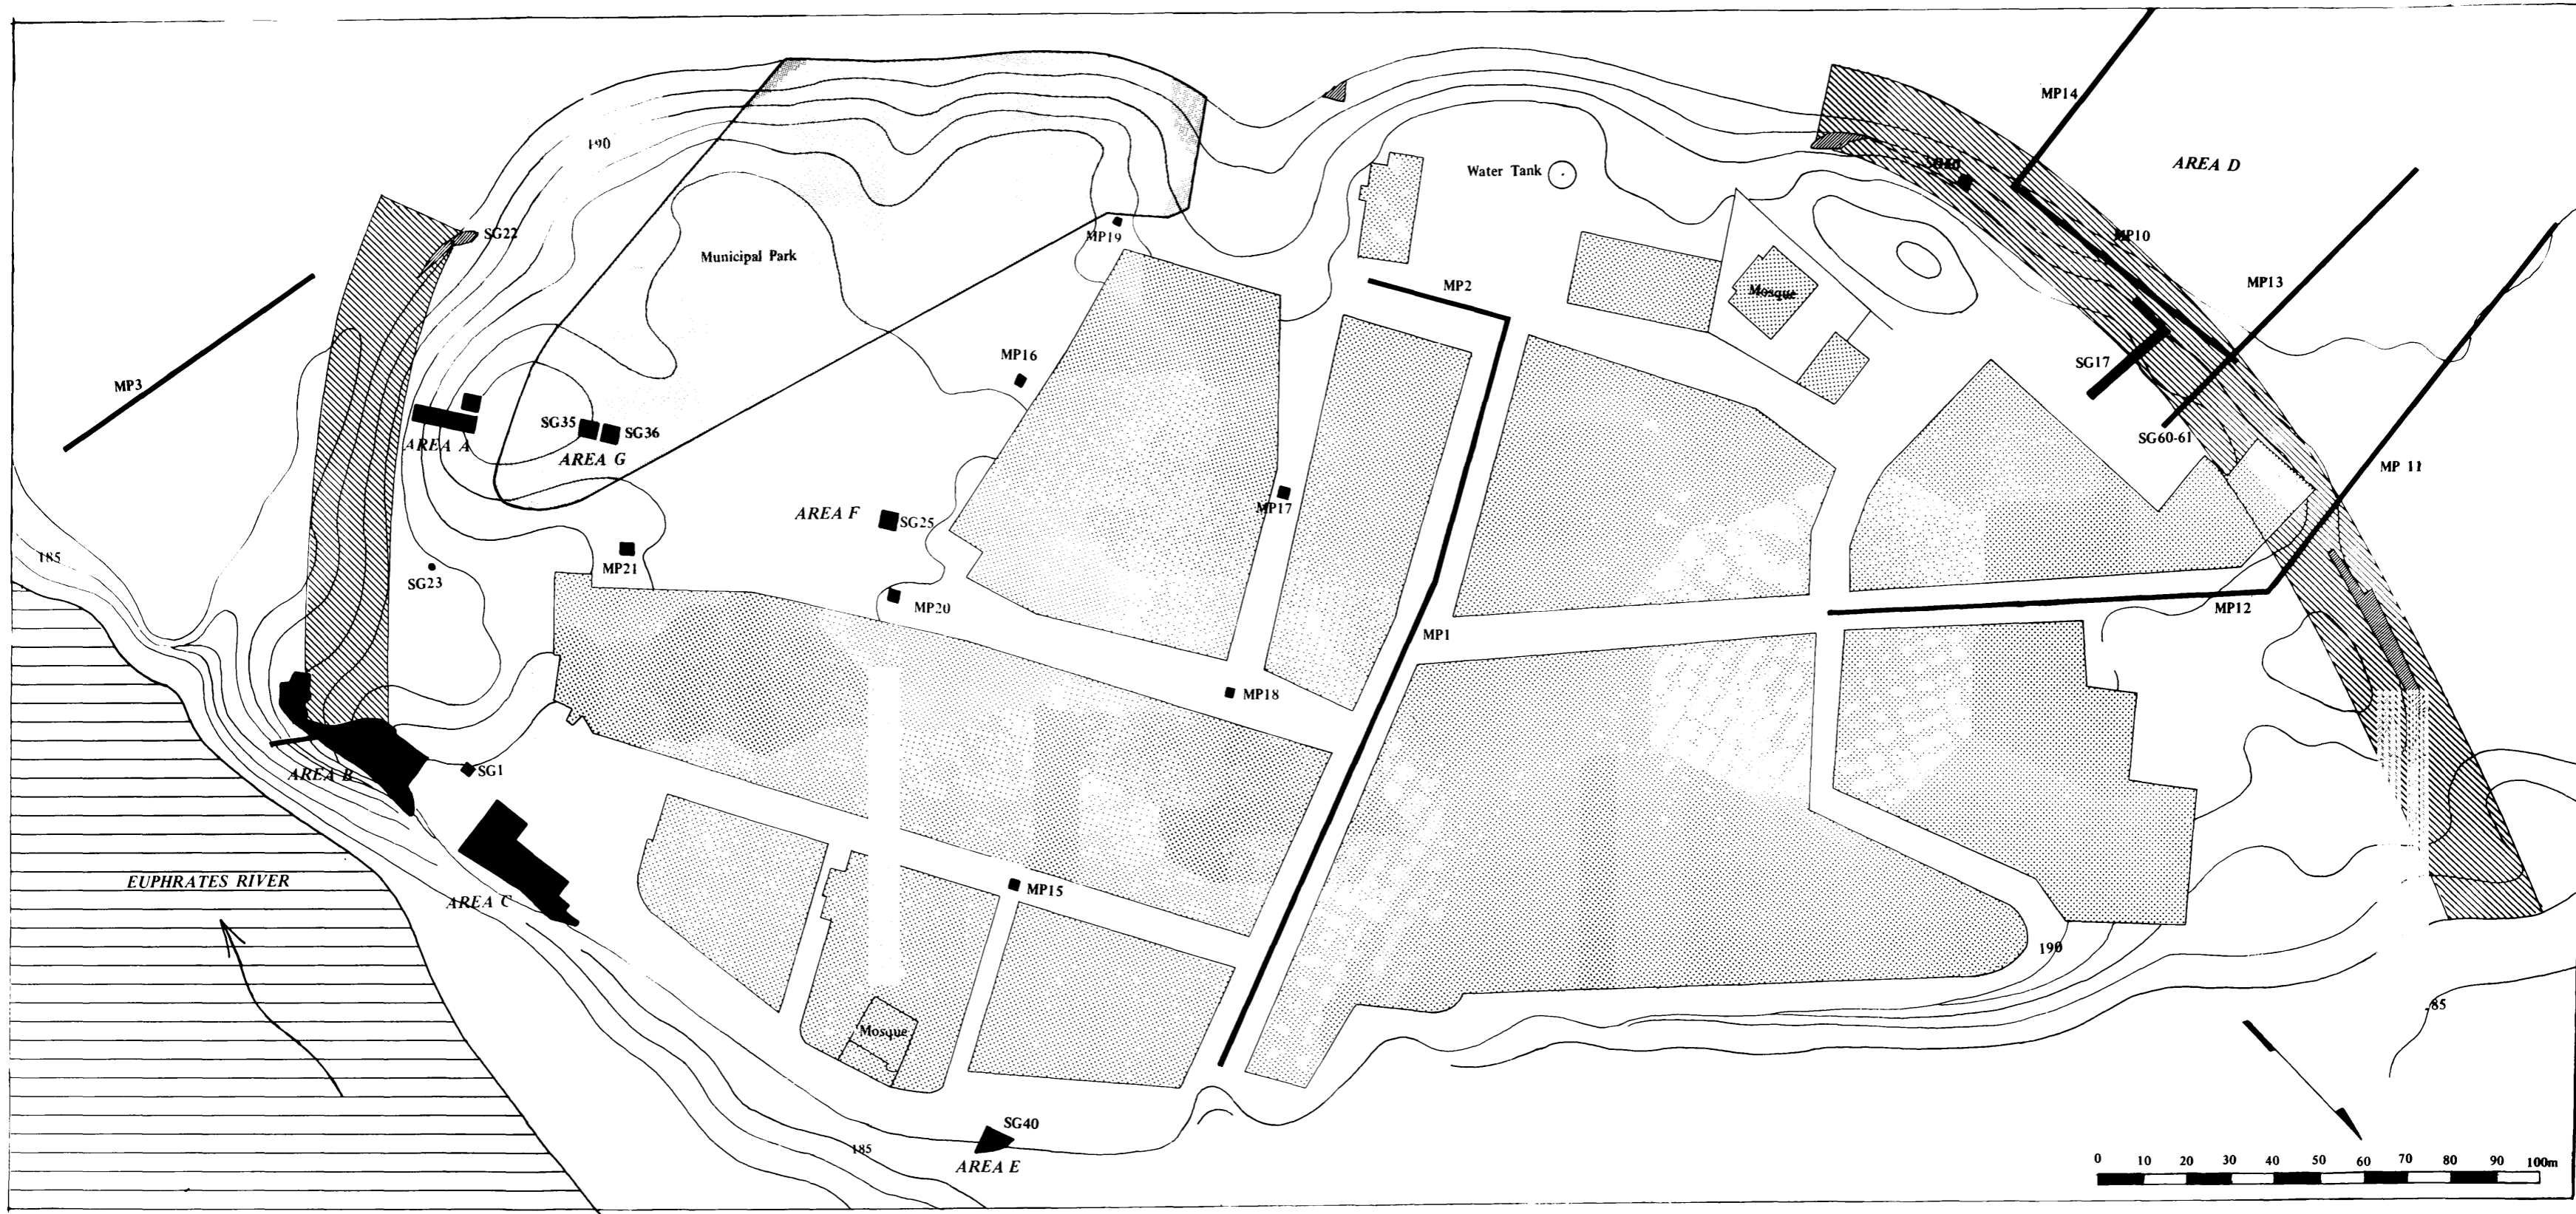 MP14
190
Water Tank
AREA D
SG22
MP19
MP10
Municipal Park
MP2
MP13
Mosque
MP16
SG17
MP3
SG35
SG36
SG60-61
AREA A
AREA G
MP 11
MP17
AREA F
SG25
185
MP21
SG23
MP20
MP12
MP1
MP18
AREA B
SG1
EUPHRATES RIVER
MP15
AREA C
190
85
Mosque
SG40
185
AREA E
0 10 20 30 40 50 60 70 80 90 100m